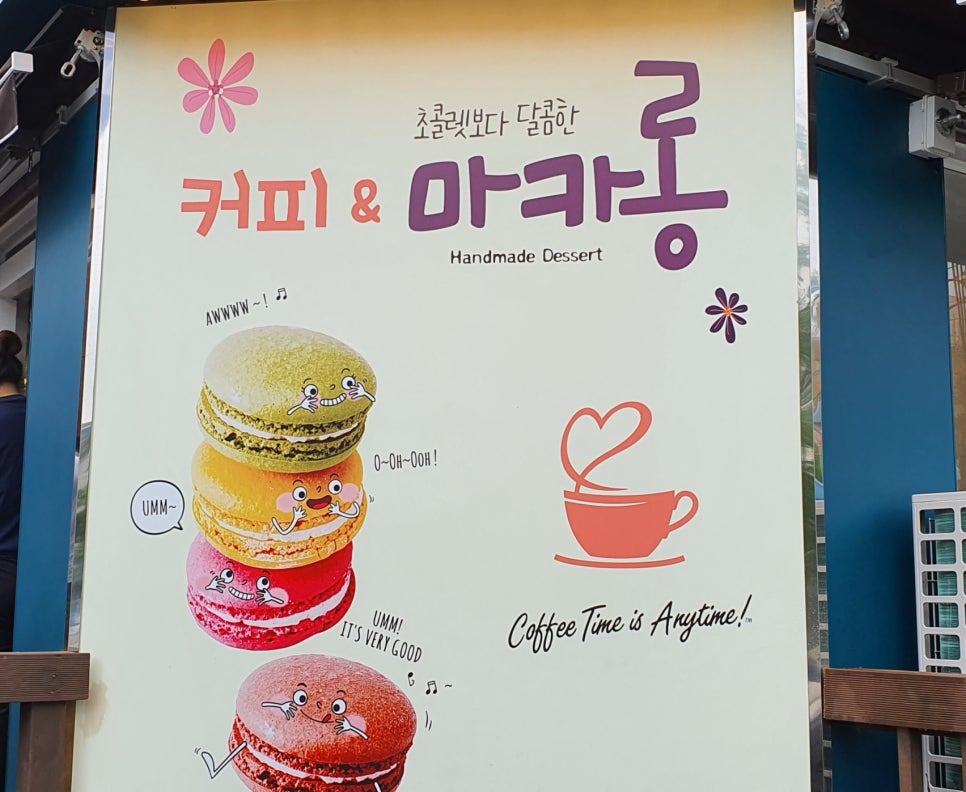 초콜렛보다 달콤한
커피 & 마카롱
Handmade Dessert
AWWWW~!
O~OH~OOH!
UMM~
UMM!
IT'S VERY GOOD
Coffee Time is Anytime!